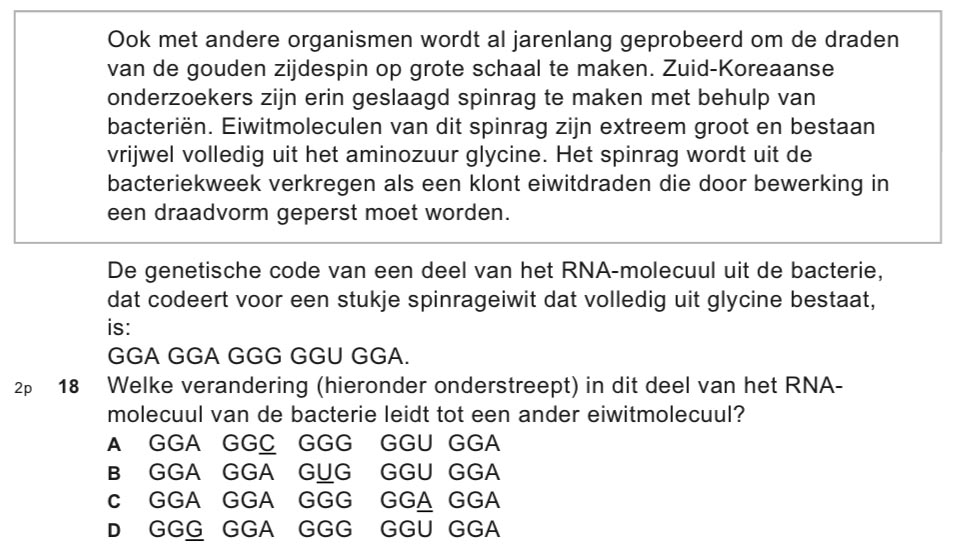 Ook met andere organismen wordt al jarenlang geprobeerd om de draden
van de gouden zijdespin op grote schaal te maken. Zuid-Koreaanse
onderzoekers zijn erin geslaagd spinrag te maken met behulp van
bacteriën. Eiwitmoleculen van dit spinrag zijn extreem groot en bestaan
vrijwel volledig uit het aminozuur glycine. Het spinrag wordt uit de
bacteriekweek verkregen als een klont eiwitdraden die door bewerking in
een draadvorm geperst moet worden.
De genetische code van een deel van het RNA-molecuul uit de bacterie,
dat codeert voor een stukje spinrageiwit dat volledig uit glycine bestaat,
is:
GGA GGA GGG GGU GGA.
2p 18 Welke verandering (hieronder onderstreept) in dit deel van het RNA-
molecuul van de bacterie leidt tot een ander eiwitmolecuul?
A GGA GGC GGG GGU GGA
B GGA GGA GUG GGU GGA
C GGA GGA GGG GGA GGA
D GGG GGA GGG GGU GGA